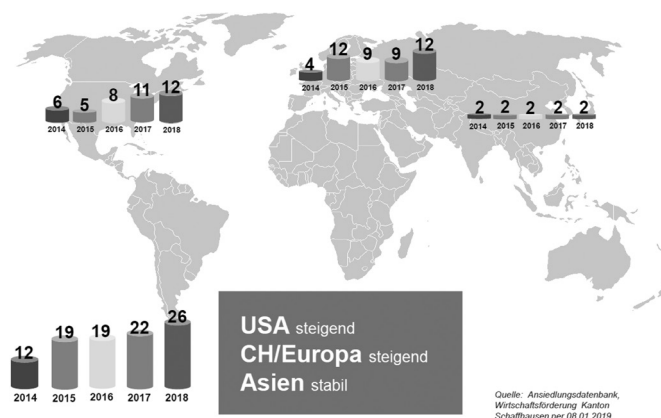 4 12 9 9 12
2014 2015 2016 2017 2018
6 5 8 11 12
2014 2015 2016 2017 2018
2 2 2 2 2
2014 2015 2016 2017 2018
12 19 19 22 26
2014 2015 2016 2017 2018
USA steigend
CH/Europa steigend
Asien stabil
Quelle: Ansiedlungsdatenbank,
Wirtschaftsförderung Kanton
Schaffhausen per 08.01.2019